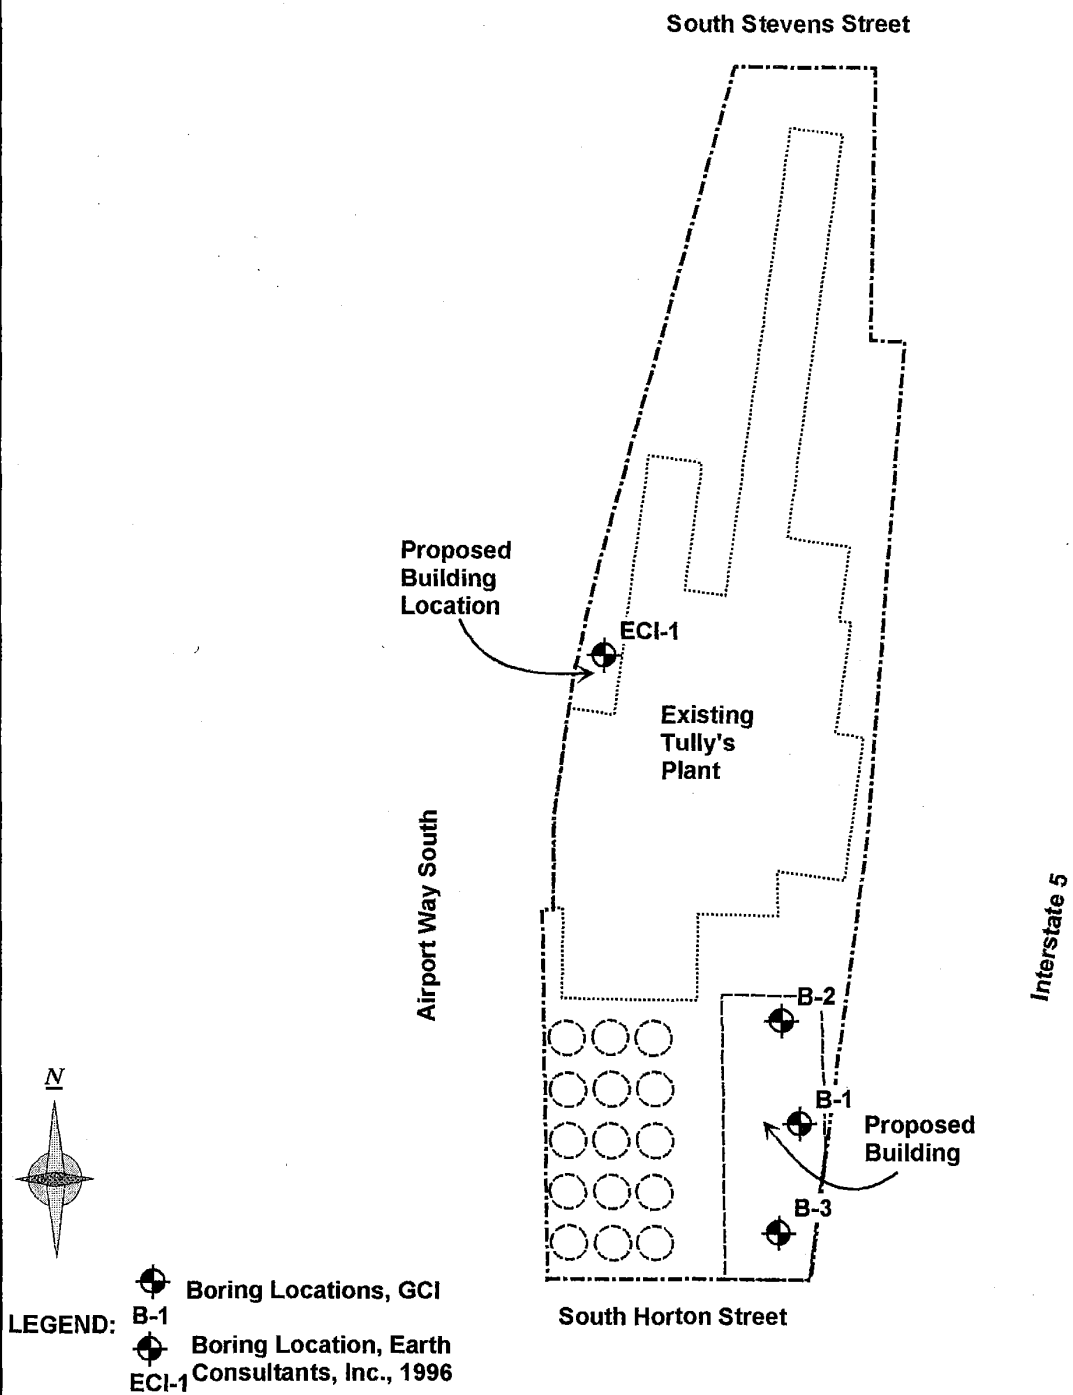 South Stevens Street
Proposed
Building
Location
ECI-1
Existing
Tully's
Plant
Airport Way South
Interstate 5
B-2
B-1
Proposed
Building
B-3
N
South Horton Street
LEGEND:
Boring Locations, GCI
B-1
Boring Location, Earth
Consultants, Inc., 1996
ECI-1